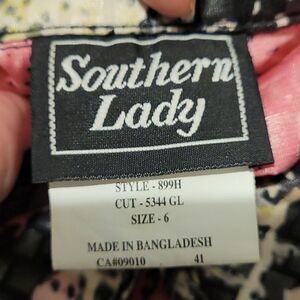 Southern
Lady
STYLE - 899H
CUT - 5344 GL
SIZE - 6
MADE IN BANGLADESH
CA#09010 41